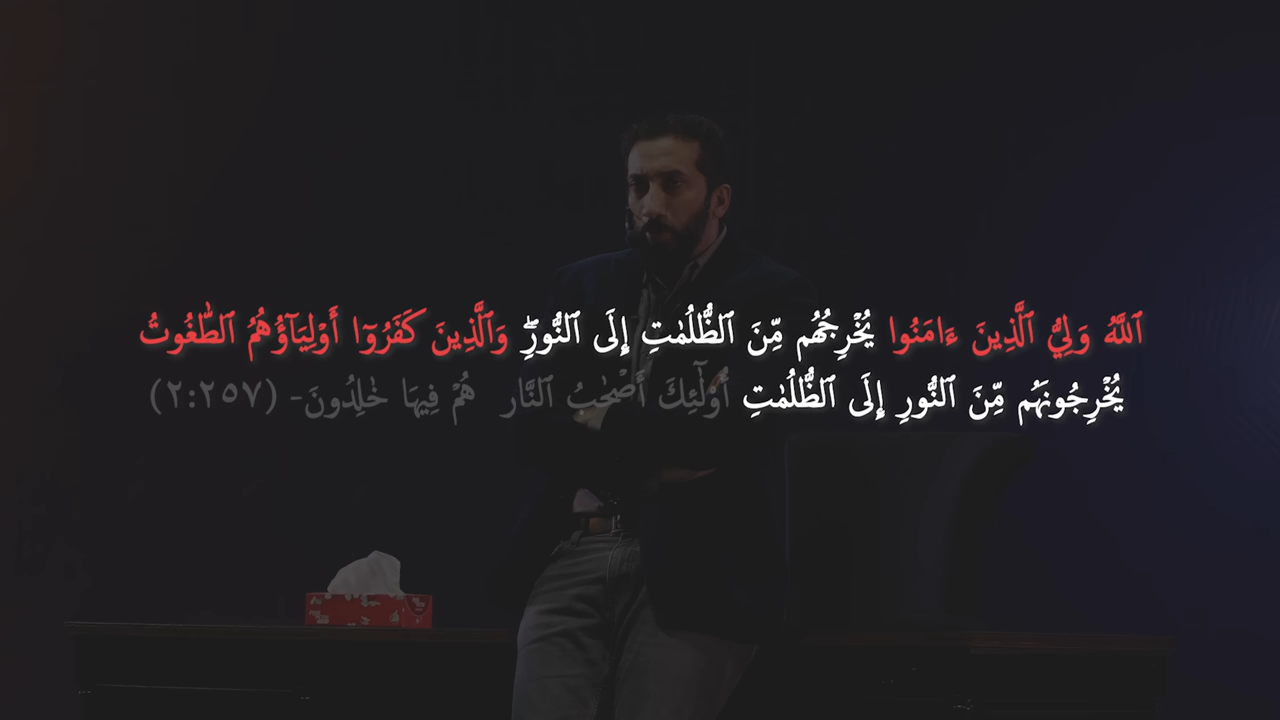 ٱللَّهُ وَلِيُّ ٱلَّذِينَ ءَامَنُوا يُخْرِجُهُم مِّنَ ٱلظُّلُمَٰتِ إِلَى ٱلنُّورِۖ وَٱلَّذِينَ كَفَرُوٓا أَوْلِيَآؤُهُمُ ٱلطَّٰغُوتُ
يُخْرِجُونَهُم مِّنَ ٱلنُّورِ إِلَى ٱلظُّلُمَٰتِ أُوْلَٰٓئِكَ أَصْحَٰبُ ٱلنَّارِ هُمْ فِيهَا خَٰلِدُونَ- (٢:٢٥٧)